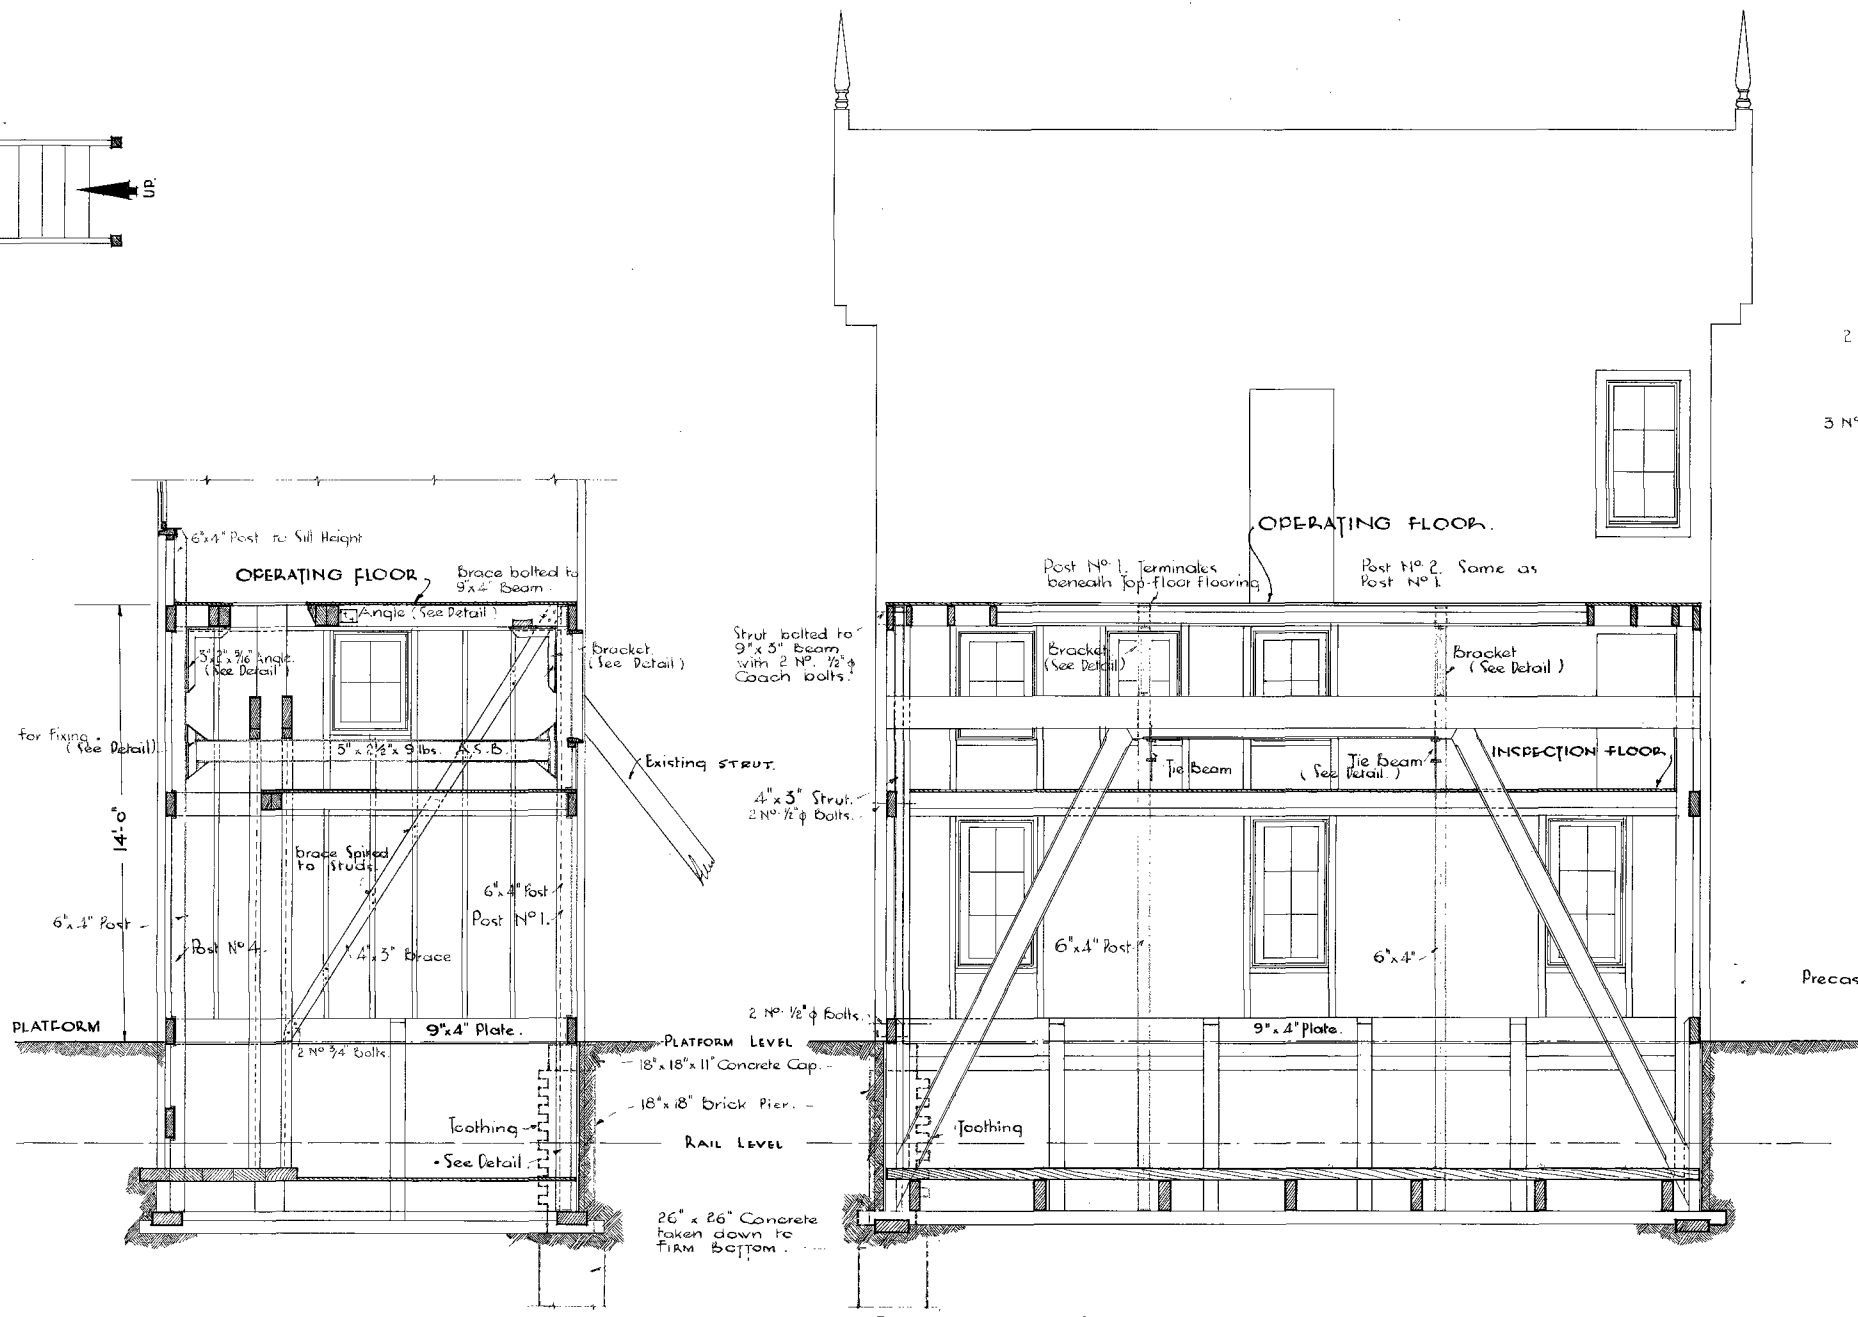 UP.
2
3 Nº
6"x4" Post to Sill Height
OPERATING FLOOR
Brace bolted to
9"x4" Beam.
Angle (See Detail)
3"x2"x 5/16" Angle.
(See Detail)
Bracket.
(See Detail)
for fixing.
(See Detail)
5" x 2½" x 9 lbs. A.S.B.
Existing STRUT.
14'-0"
Brace Spiked
to Studs.
6"x4" Post
Post Nº 1.
6"x4" Post
Post Nº 4.
4"x3" Brace
PLATFORM
9"x4" Plate.
2 Nº ¾" Bolts.
Toothing
See Detail
PLATFORM LEVEL
18"x18"x11" Concrete Cap.
18"x18" Brick Pier.
RAIL LEVEL
26" x 26" Concrete
taken down to
FIRM BOTTOM.
OPERATING FLOOR.
Post Nº 1. Terminates
beneath Top-floor flooring
Post Nº 2. Same as
Post Nº 1.
Strut bolted to
9"x3" Beam
with 2 Nº. ½"ϕ
Coach bolts.
Bracket
(See Detail)
Bracket
(See Detail)
INSPECTION FLOOR
Tie Beam
Tie Beam
(See Detail.)
4"x3" Strut.
2 Nº ½"ϕ Bolts.
6"x4" Post
6"x4"
Precas
2 Nº ½"ϕ Bolts.
9"x4" Plate.
Toothing